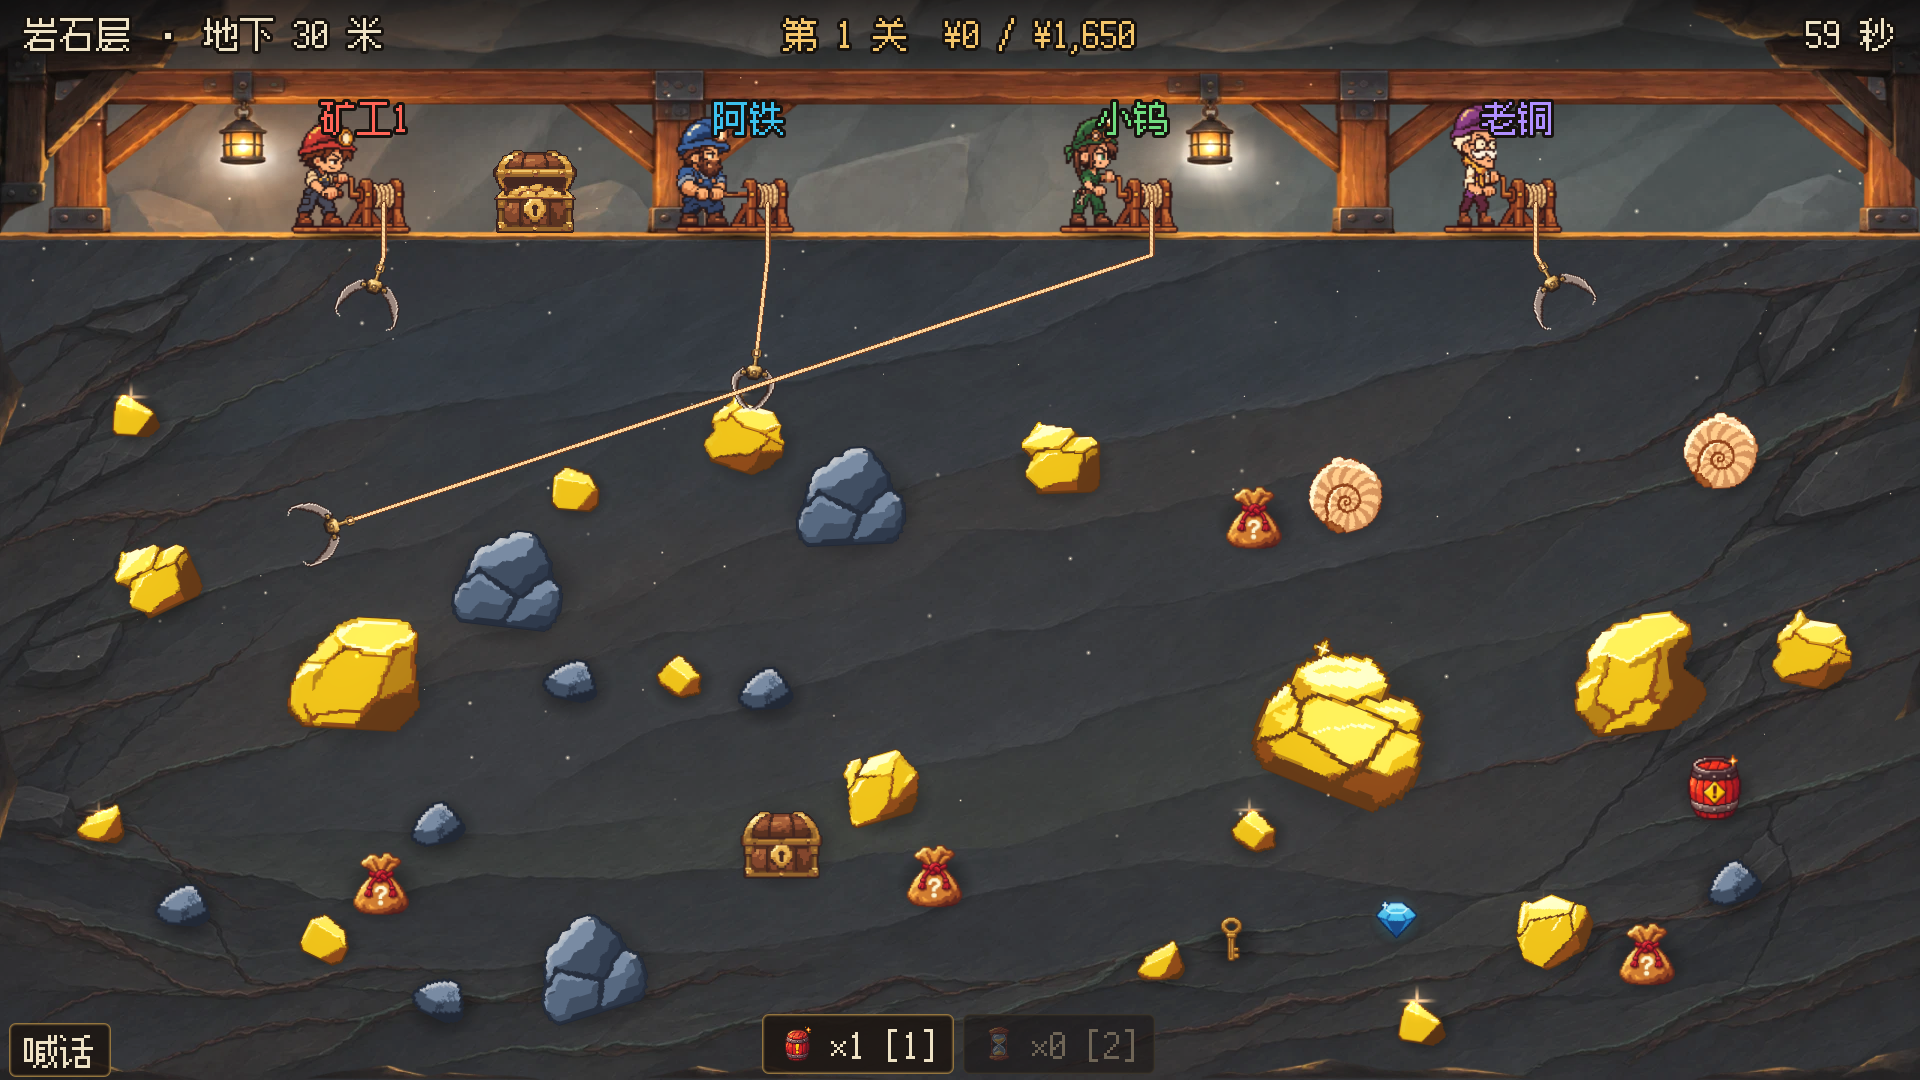 岩石层 · 地下 30 米
第 1 关 ¥0 / ¥1,650
59 秒
矿工1
阿铁
小钨
老铜
?
?
!
?
?
喊话
×1 [1]
×0 [2]